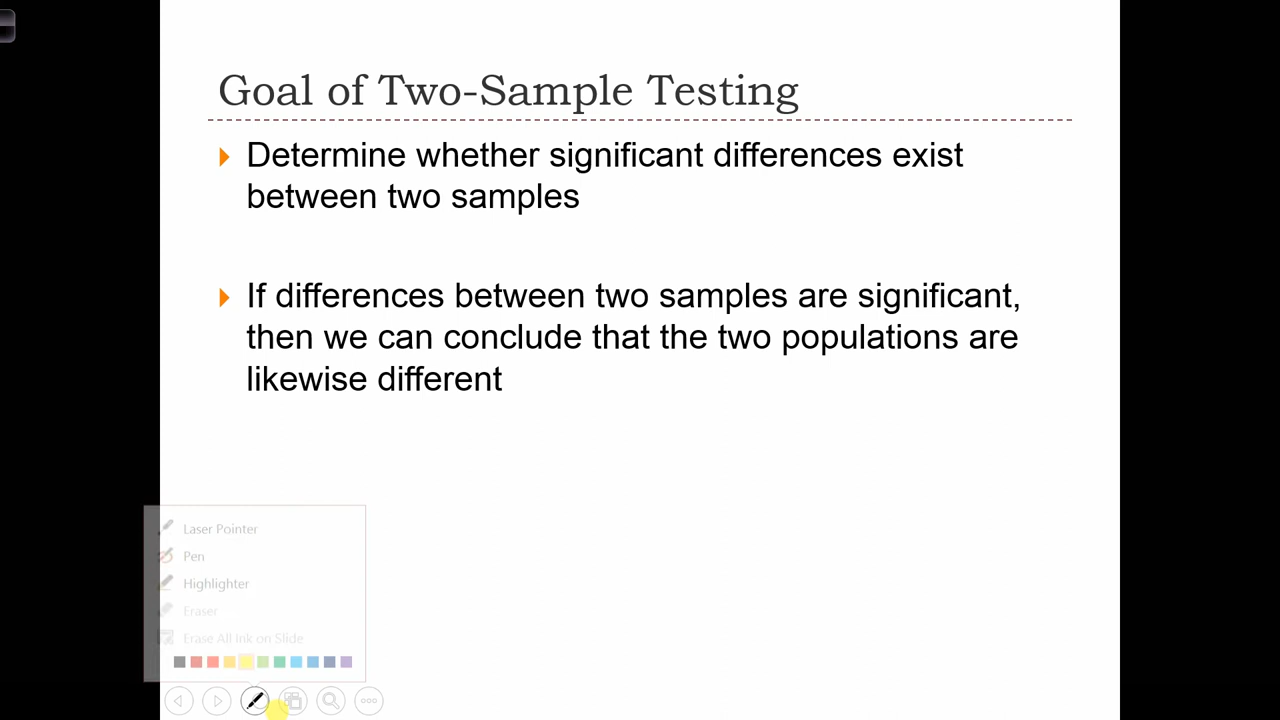 Goal of Two-Sample Testing
Determine whether significant differences exist
between two samples
If differences between two samples are significant,
then we can conclude that the two populations are
likewise different
Laser Pointer
Pen
Highlighter
Eraser
Erase All Ink on Slide